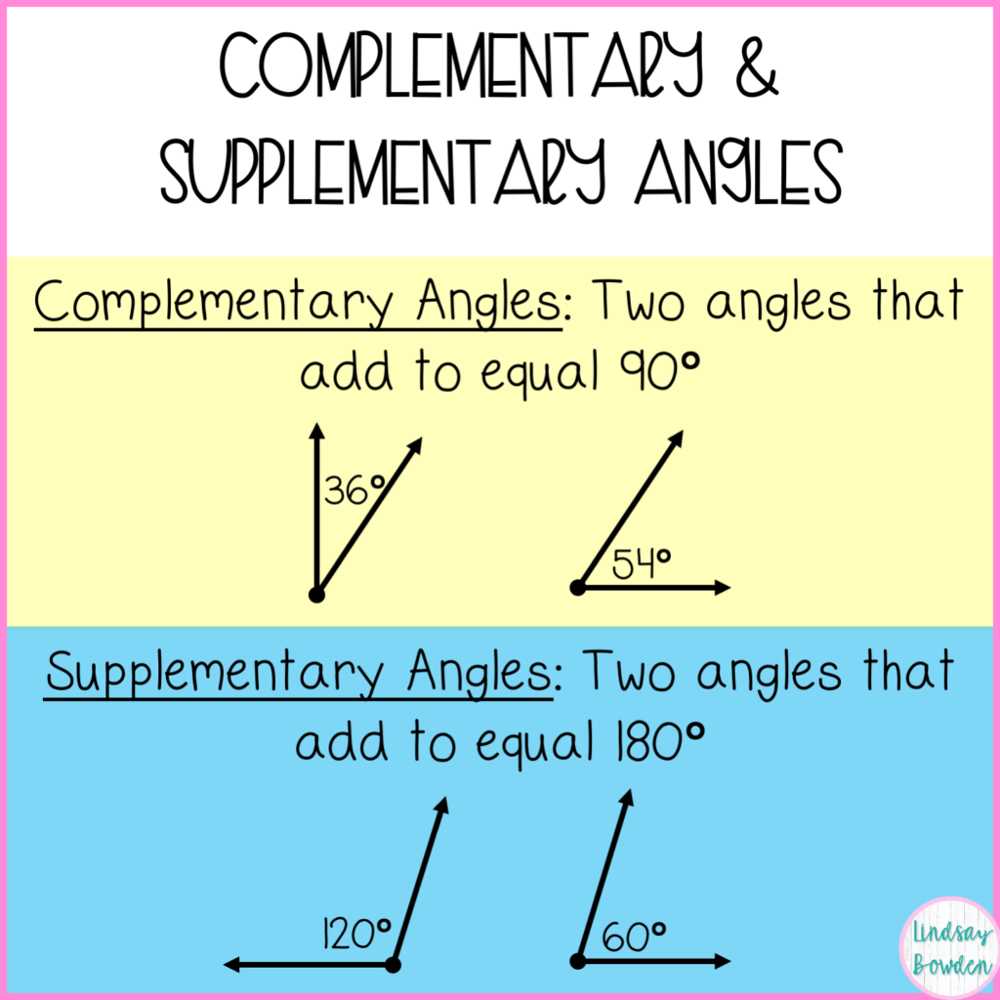 COMPLEMENTARY &
SUPPLEMENTARY ANGLES
Complementary Angles: Two angles that
add to equal 90°
36°
54°
Supplementary Angles: Two angles that
add to equal 180°
120°
60°
Lindsay
Bowden